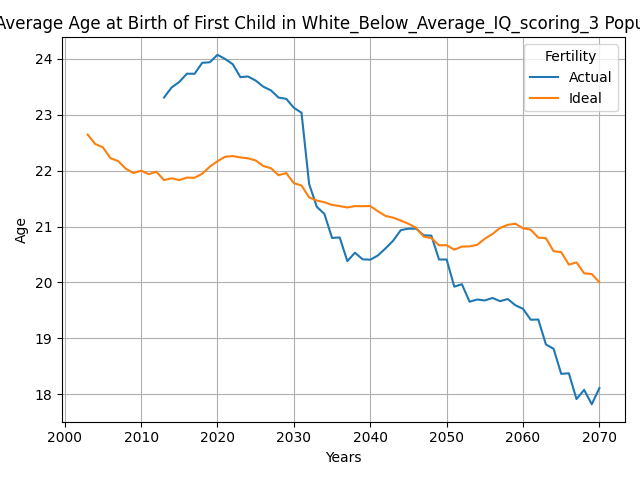 Average Age at Birth of First Child in White_Below_Average_IQ_scoring_3
Fertility
Actual
Ideal
24
23
22
21
20
19
18
Age
2000 2010 2020 2030 2040 2050 2060 2070
Years